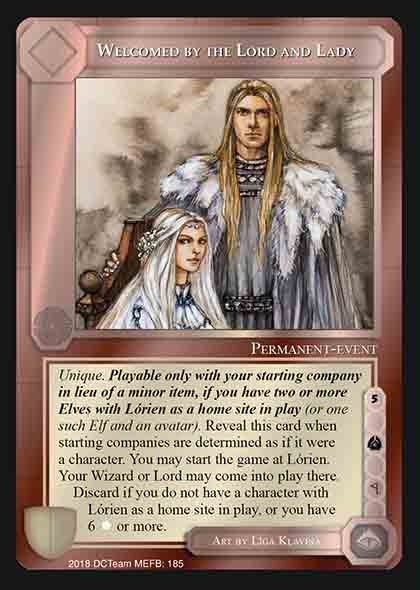 Welcomed by the Lord and Lady
Permanent-event
Unique. Playable only with your starting company
in lieu of a minor item, if you have two or more
Elves with Lórien as a home site in play (or one
such Elf and an avatar). Reveal this card when
starting companies are determined as if it were
a character. You may start the game at Lórien.
Your Wizard or Lord may come into play there.
Discard if you do not have a character with
Lórien as a home site in play, or you have
6 or more.
5
Art by Līga Kļaviņa
2018 DCTeam MEFB: 185